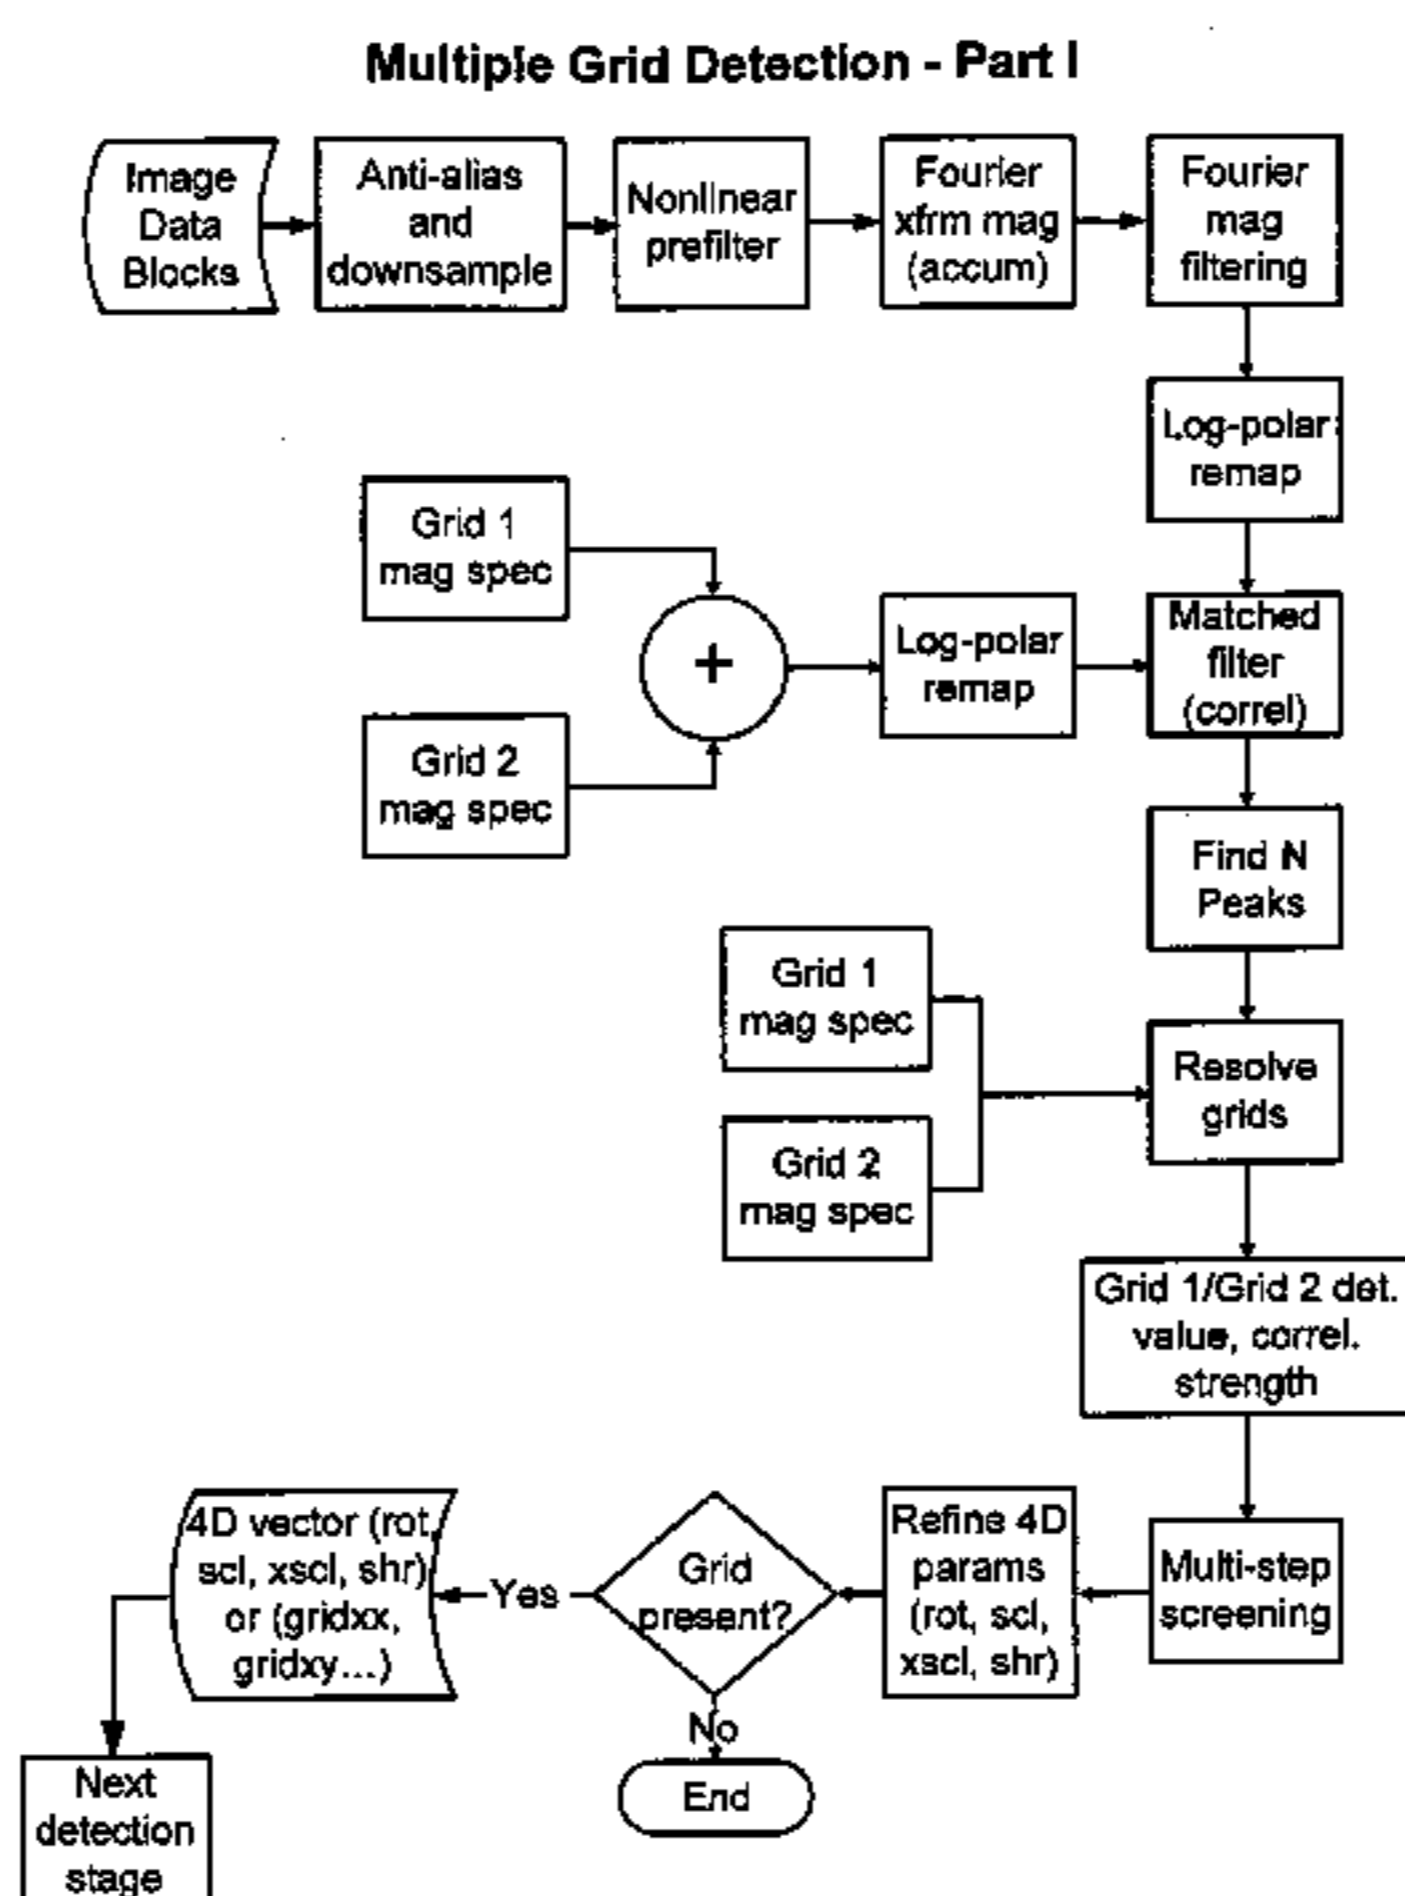 Multiple Grid Detection - Part I
Image
Data
Blocks
Anti-alias
and
downsample
Nonlinear
prefilter
Fourier
xfrm mag
(accum)
Fourier
mag
filtering
Log-polar
remap
Grid 1
mag spec
+
Grid 2
mag spec
Log-polar
remap
Matched
filter
(correl)
Find N
Peaks
Grid 1
mag spec
Grid 2
mag spec
Resolve
grids
Grid 1/Grid 2 det.
value, correl.
strength
Multi-step
screening
Refine 4D
params
(rot, scl,
xscl, shr)
Grid
present?
Yes
No
End
4D vector (rot,
scl, xscl, shr)
or (gridxx,
gridxy...)
Next
detection
stage